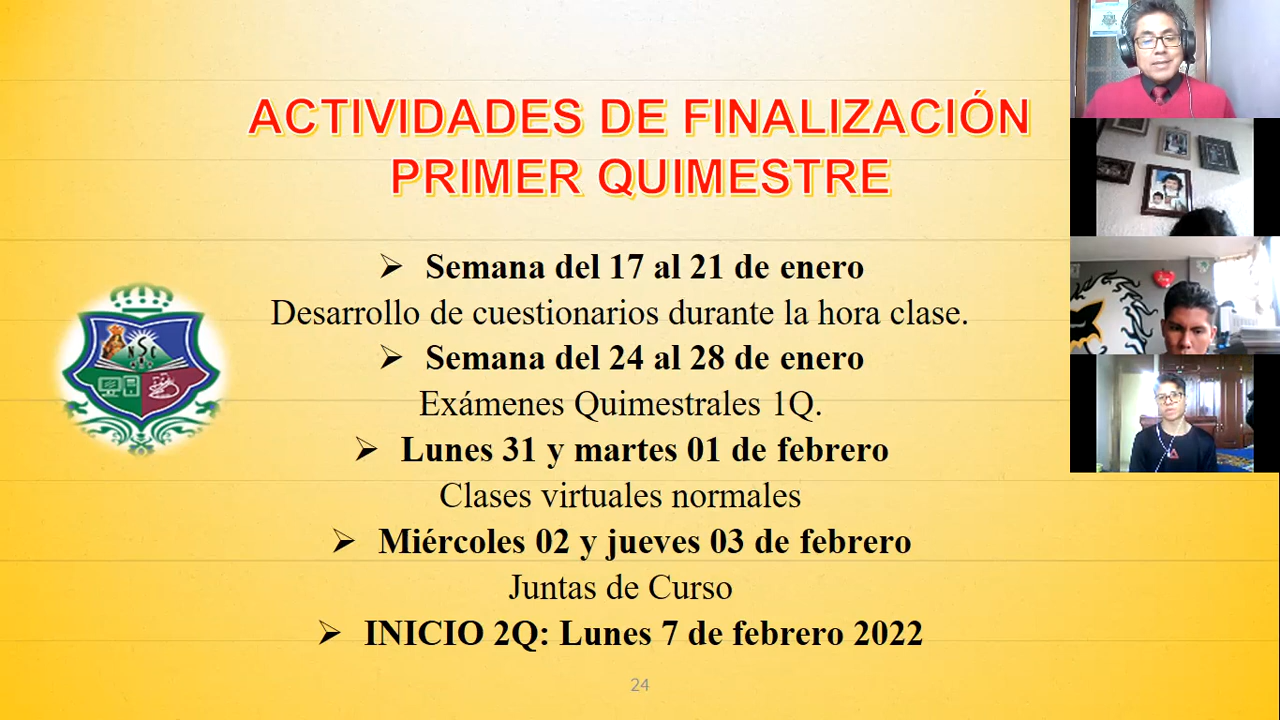 ACTIVIDADES DE FINALIZACIÓN
PRIMER QUIMESTRE
➢ Semana del 17 al 21 de enero
Desarrollo de cuestionarios durante la hora clase.
➢ Semana del 24 al 28 de enero
Exámenes Quimestrales 1Q.
➢ Lunes 31 y martes 01 de febrero
Clases virtuales normales
➢ Miércoles 02 y jueves 03 de febrero
Juntas de Curso
➢ INICIO 2Q: Lunes 7 de febrero 2022
24
NSC